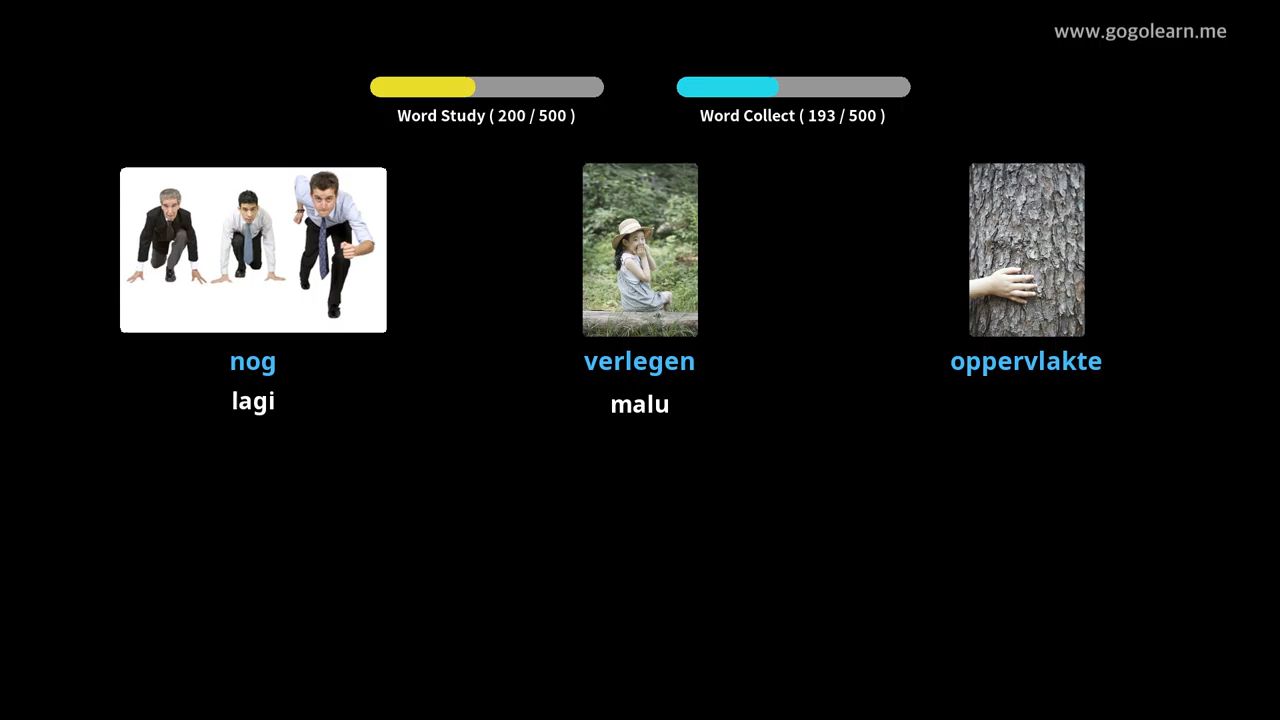 www.gogolearn.me
Word Study ( 200 / 500 )
Word Collect ( 193 / 500 )
nog
verlegen
oppervlakte
lagi
malu